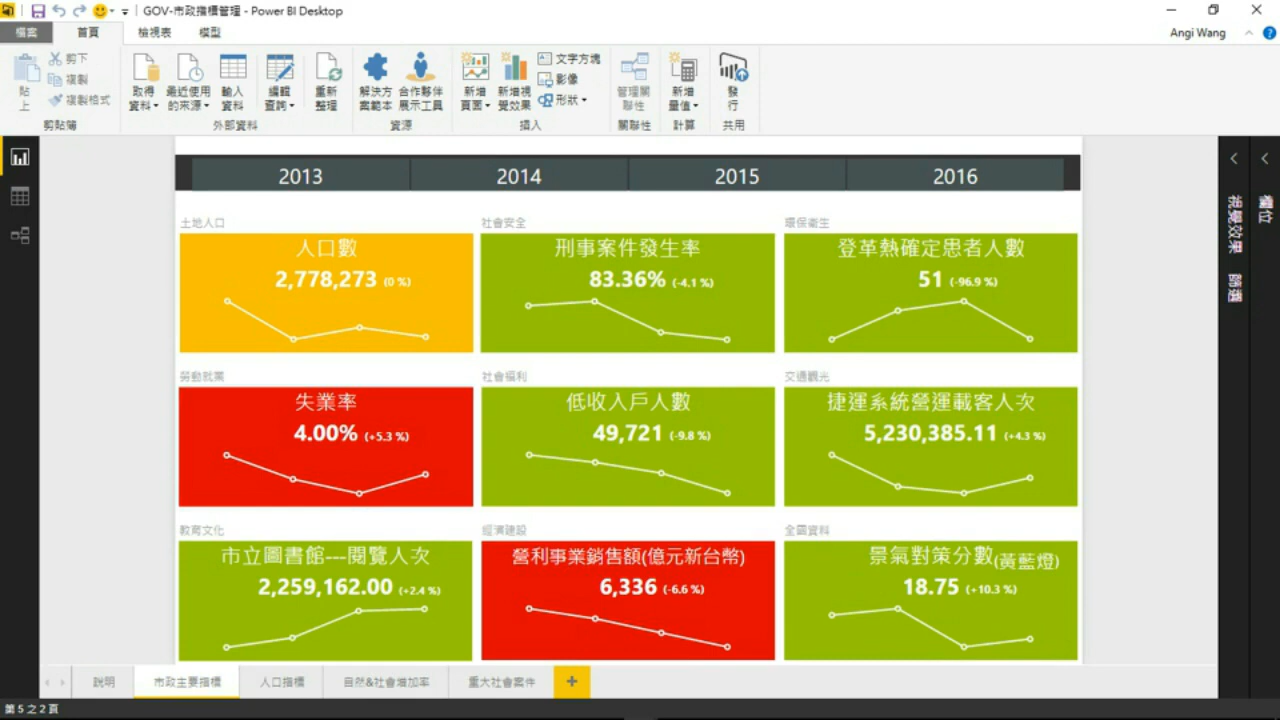 GOV-市政指標管理 - Power BI Desktop
檔案 首頁 檢視表 模型
Angi Wang
貼上
剪下
複製
複製格式
取得資料
最近使用的來源
輸入資料
編輯查詢
重新整理
解決方案範本
合作夥伴展示工具
新增頁面
新增視覺效果
文字方塊
影像
形狀
管理關聯性
新增量值
發行
剪貼簿 外部資料 資源 插入 關聯性 計算 共用
2013 2014 2015 2016
土地人口
人口數
2,778,273 (0 %)
社會安全
刑事案件發生率
83.36% (-4.1 %)
環保衛生
登革熱確定患者人數
51 (-96.9 %)
勞動就業
失業率
4.00% (+5.3 %)
社會福利
低收入戶人數
49,721 (-9.8 %)
交通觀光
捷運系統營運載客人次
5,230,385.11 (+4.3 %)
教育文化
市立圖書館---閱覽人次
2,259,162.00 (+2.4 %)
經濟建設
營利事業銷售額(億元新台幣)
6,336 (-6.6 %)
全國資料
景氣對策分數(黃藍燈)
18.75 (+10.3 %)
視覺效果
篩選
欄位
說明 市政主要指標 人口指標 自然&社會增加率 重大社會案件 +
第 5 之 2 頁